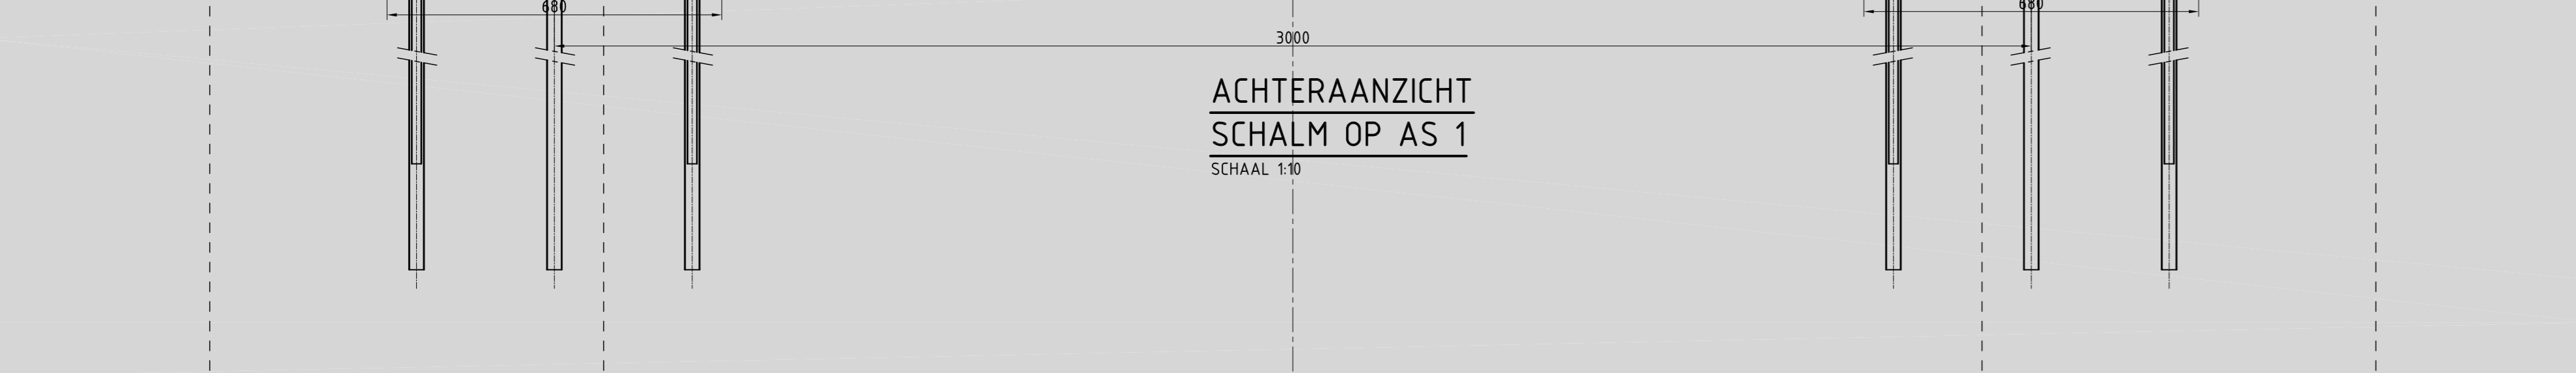 680
680
3000
ACHTERAANZICHT
SCHALM OP AS 1
SCHAAL 1:10